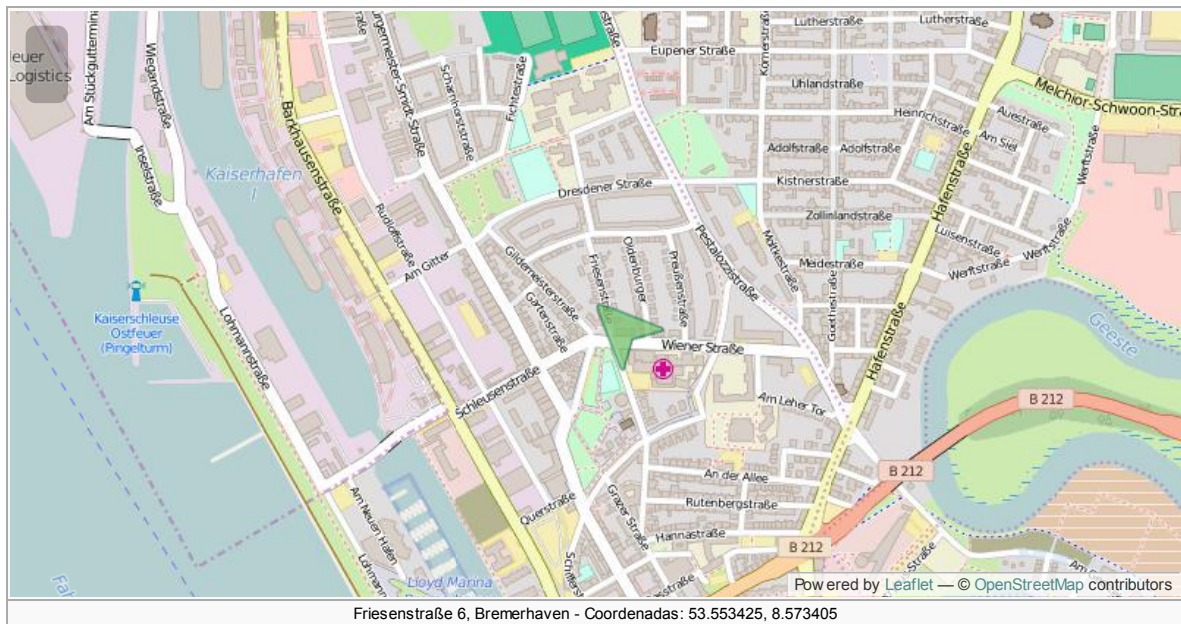 Lutherstraße
Lutherstraße
Eupener Straße
Körnerstraße
Uhlandstraße
Melchior-Schwoon-Str
Heinrichstraße
Auestraße
Am Siel
Adolfstraße
Adolfstraße
Werftstraße
Hafenstraße
Kistnerstraße
Zollinlandstraße
Luisenstraße
Werftstraße
Werftstraße
Meidestraße
Moltkestraße
Goethestraße
Pestalozzistraße
Logistics
Am Stückgutterminal
Wiegandstraße
Inselstraße
Kaiserhafen
I
Barkhausenstraße
Rudloffstraße
Am Gitter
Scharnhorststraße
Fichtestraße
Dresdener Straße
Gildemeisterstraße
Gartenstraße
Friesenstraße
Oldenburger
Preußenstraße
Wiener Straße
Kaiserschleuse
Ostfeuer
(Pingelturm)
Lohmannstraße
Schleusenstraße
Am Leher Tor
Hafenstraße
Geeste
B 212
B 212
B 212
An der Allee
Rutenbergstraße
Hannastraße
Grazer Straße
Querstraße
Am Neuen Hafen
Lloyd Marina
Powered by Leaflet — © OpenStreetMap contributors
Friesenstraße 6, Bremerhaven - Coordenadas: 53.553425, 8.573405